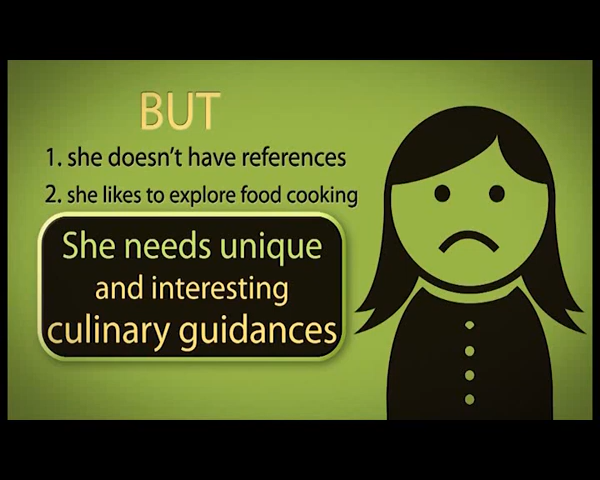 BUT
1. she doesn't have references
2. she likes to explore food cooking
She needs unique
and interesting
culinary guidances